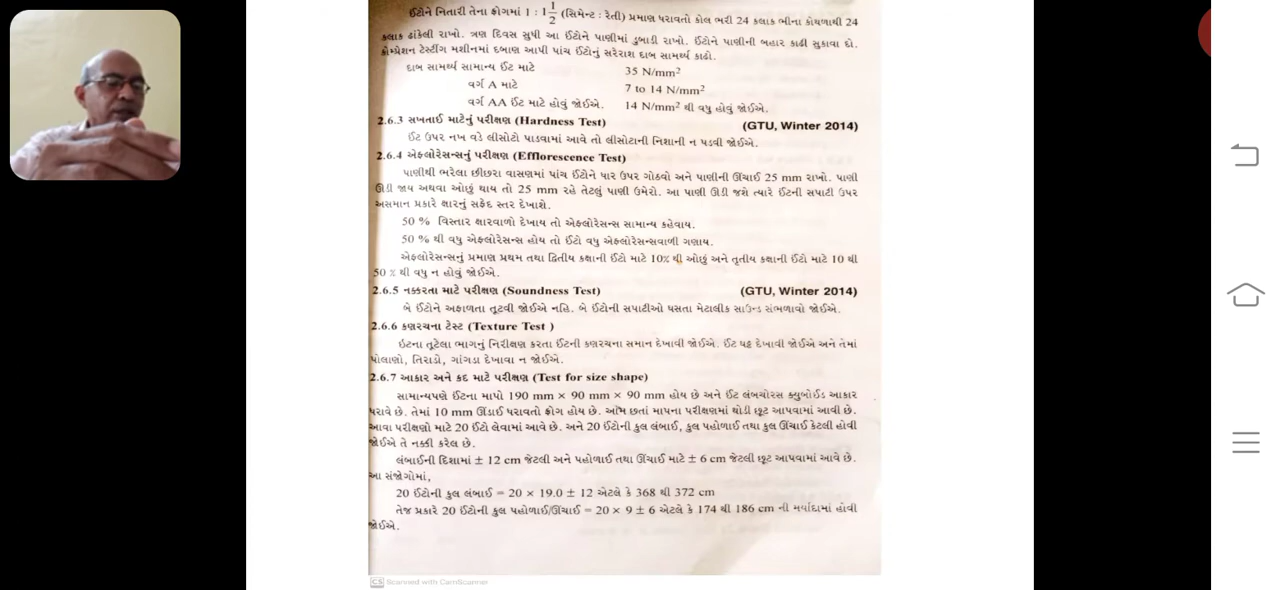 ઈંટોને નિતારી તેના ફ્રોગમાં 1 : 1 1/2 (સિમેન્ટ : રેતી) પ્રમાણ ધરાવતો કોલ ભરી 24 કલાક ભીના કોથળાથી 24
કલાક ઢાંકેલી રાખો. ત્રણ દિવસ સુધી આ ઈંટોને પાણીમાં ડુબાડી રાખો. ઈંટોને પાણીની બહાર કાઢી સુકાવા દો.
કોમ્પ્રેશન ટેસ્ટીંગ મશીનમાં દબાણ આપી પાંચ ઈંટોનું સરેરાશ દાબ સામર્થ્ય કાઢો.
દાબ સામર્થ્ય સામાન્ય ઈંટ માટે 35 N/mm²
વર્ગ A માટે 7 to 14 N/mm²
વર્ગ AA ઈંટ માટે હોવું જોઈએ. 14 N/mm² થી વધુ હોવું જોઈએ.
2.6.3 સખતાઈ માટેનું પરીક્ષણ (Hardness Test) (GTU, Winter 2014)
ઈંટ ઉપર નખ વડે લીસોટો પાડવામાં આવે તો લીસોટાની નિશાની ન પડવી જોઈએ.
2.6.4 એફ્લોરેસન્સનું પરીક્ષણ (Efflorescence Test)
પાણીથી ભરેલા છીછરા વાસણમાં પાંચ ઈંટોને ધાર ઉપર ગોઠવો અને પાણીની ઊંચાઈ 25 mm રાખો. પાણી
ઊડી જાય અથવા ઓછું થાય તો 25 mm રહે તેટલું પાણી ઉમેરો. આ પાણી ઊડી જશે ત્યારે ઈંટની સપાટી ઉપર
અસમાન પ્રકારે ક્ષારનું સફેદ સ્તર દેખાશે.
50 % વિસ્તાર ક્ષારવાળો દેખાય તો એફ્લોરેસન્સ સામાન્ય કહેવાય.
50 % થી વધુ એફ્લોરેસન્સ હોય તો ઈંટો વધુ એફ્લોરેસન્સવાળી ગણાય.
એફ્લોરેસન્સનું પ્રમાણ પ્રથમ તથા દ્વિતીય કક્ષાની ઈંટો માટે 10% થી ઓછું અને તૃતીય કક્ષાની ઈંટો માટે 10 થી
50 % થી વધુ ન હોવું જોઈએ.
2.6.5 નક્કરતા માટે પરીક્ષણ (Soundness Test) (GTU, Winter 2014)
બે ઈંટોને અફાળતા તૂટવી જોઈએ નહિ. બે ઈંટોની સપાટીઓ ઘસતા મેટાલીક સાઉન્ડ સંભળાવો જોઈએ.
2.6.6 કણરચના ટેસ્ટ (Texture Test )
ઈંટના તૂટેલા ભાગનું નિરીક્ષણ કરતા ઈંટની કણરચના સમાન દેખાવી જોઈએ. ઈંટ ઘટ્ટ દેખાવી જોઈએ અને તેમાં
પોલાણો, તિરાડો, ગાંગડા દેખાવા ન જોઈએ.
2.6.7 આકાર અને કદ માટે પરીક્ષણ (Test for size shape)
સામાન્યપણે ઈંટના માપો 190 mm × 90 mm × 90 mm હોય છે અને ઈંટ લંબચોરસ ક્યુબોઈડ આકાર
ધરાવે છે. તેમાં 10 mm ઊંડાઈ ધરાવતો ફ્રોગ હોય છે. આમ છતાં માપના પરીક્ષણમાં થોડી છૂટ આપવામાં આવી છે.
આવા પરીક્ષણો માટે 20 ઈંટો લેવામાં આવે છે. અને 20 ઈંટોની કુલ લંબાઈ, કુલ પહોળાઈ તથા કુલ ઊંચાઈ કેટલી હોવી
જોઈએ તે નક્કી કરેલ છે.
લંબાઈની દિશામાં ± 12 cm જેટલી અને પહોળાઈ તથા ઊંચાઈ માટે ± 6 cm જેટલી છૂટ આપવામાં આવે છે.
આ સંજોગોમાં,
20 ઈંટોની કુલ લંબાઈ = 20 × 19.0 ± 12 એટલે કે 368 થી 372 cm
તેજ પ્રકારે 20 ઈંટોની કુલ પહોળાઈ/ઊંચાઈ = 20 × 9 ± 6 એટલે કે 174 થી 186 cm ની મર્યાદામાં હોવી
જોઈએ.
CS Scanned with CamScanner